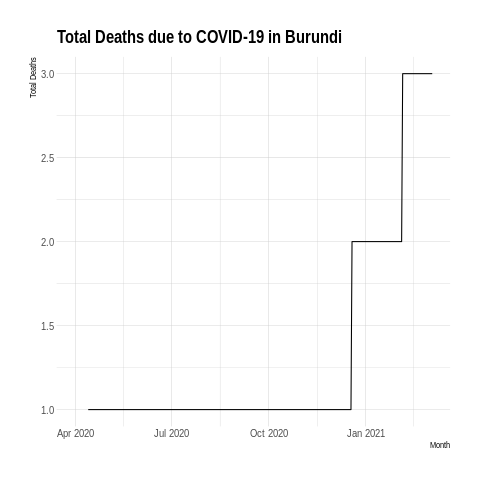 Total Deaths due to COVID-19 in Burundi
Total Deaths
3.0
2.5
2.0
1.5
1.0
Apr 2020 Jul 2020 Oct 2020 Jan 2021
Month